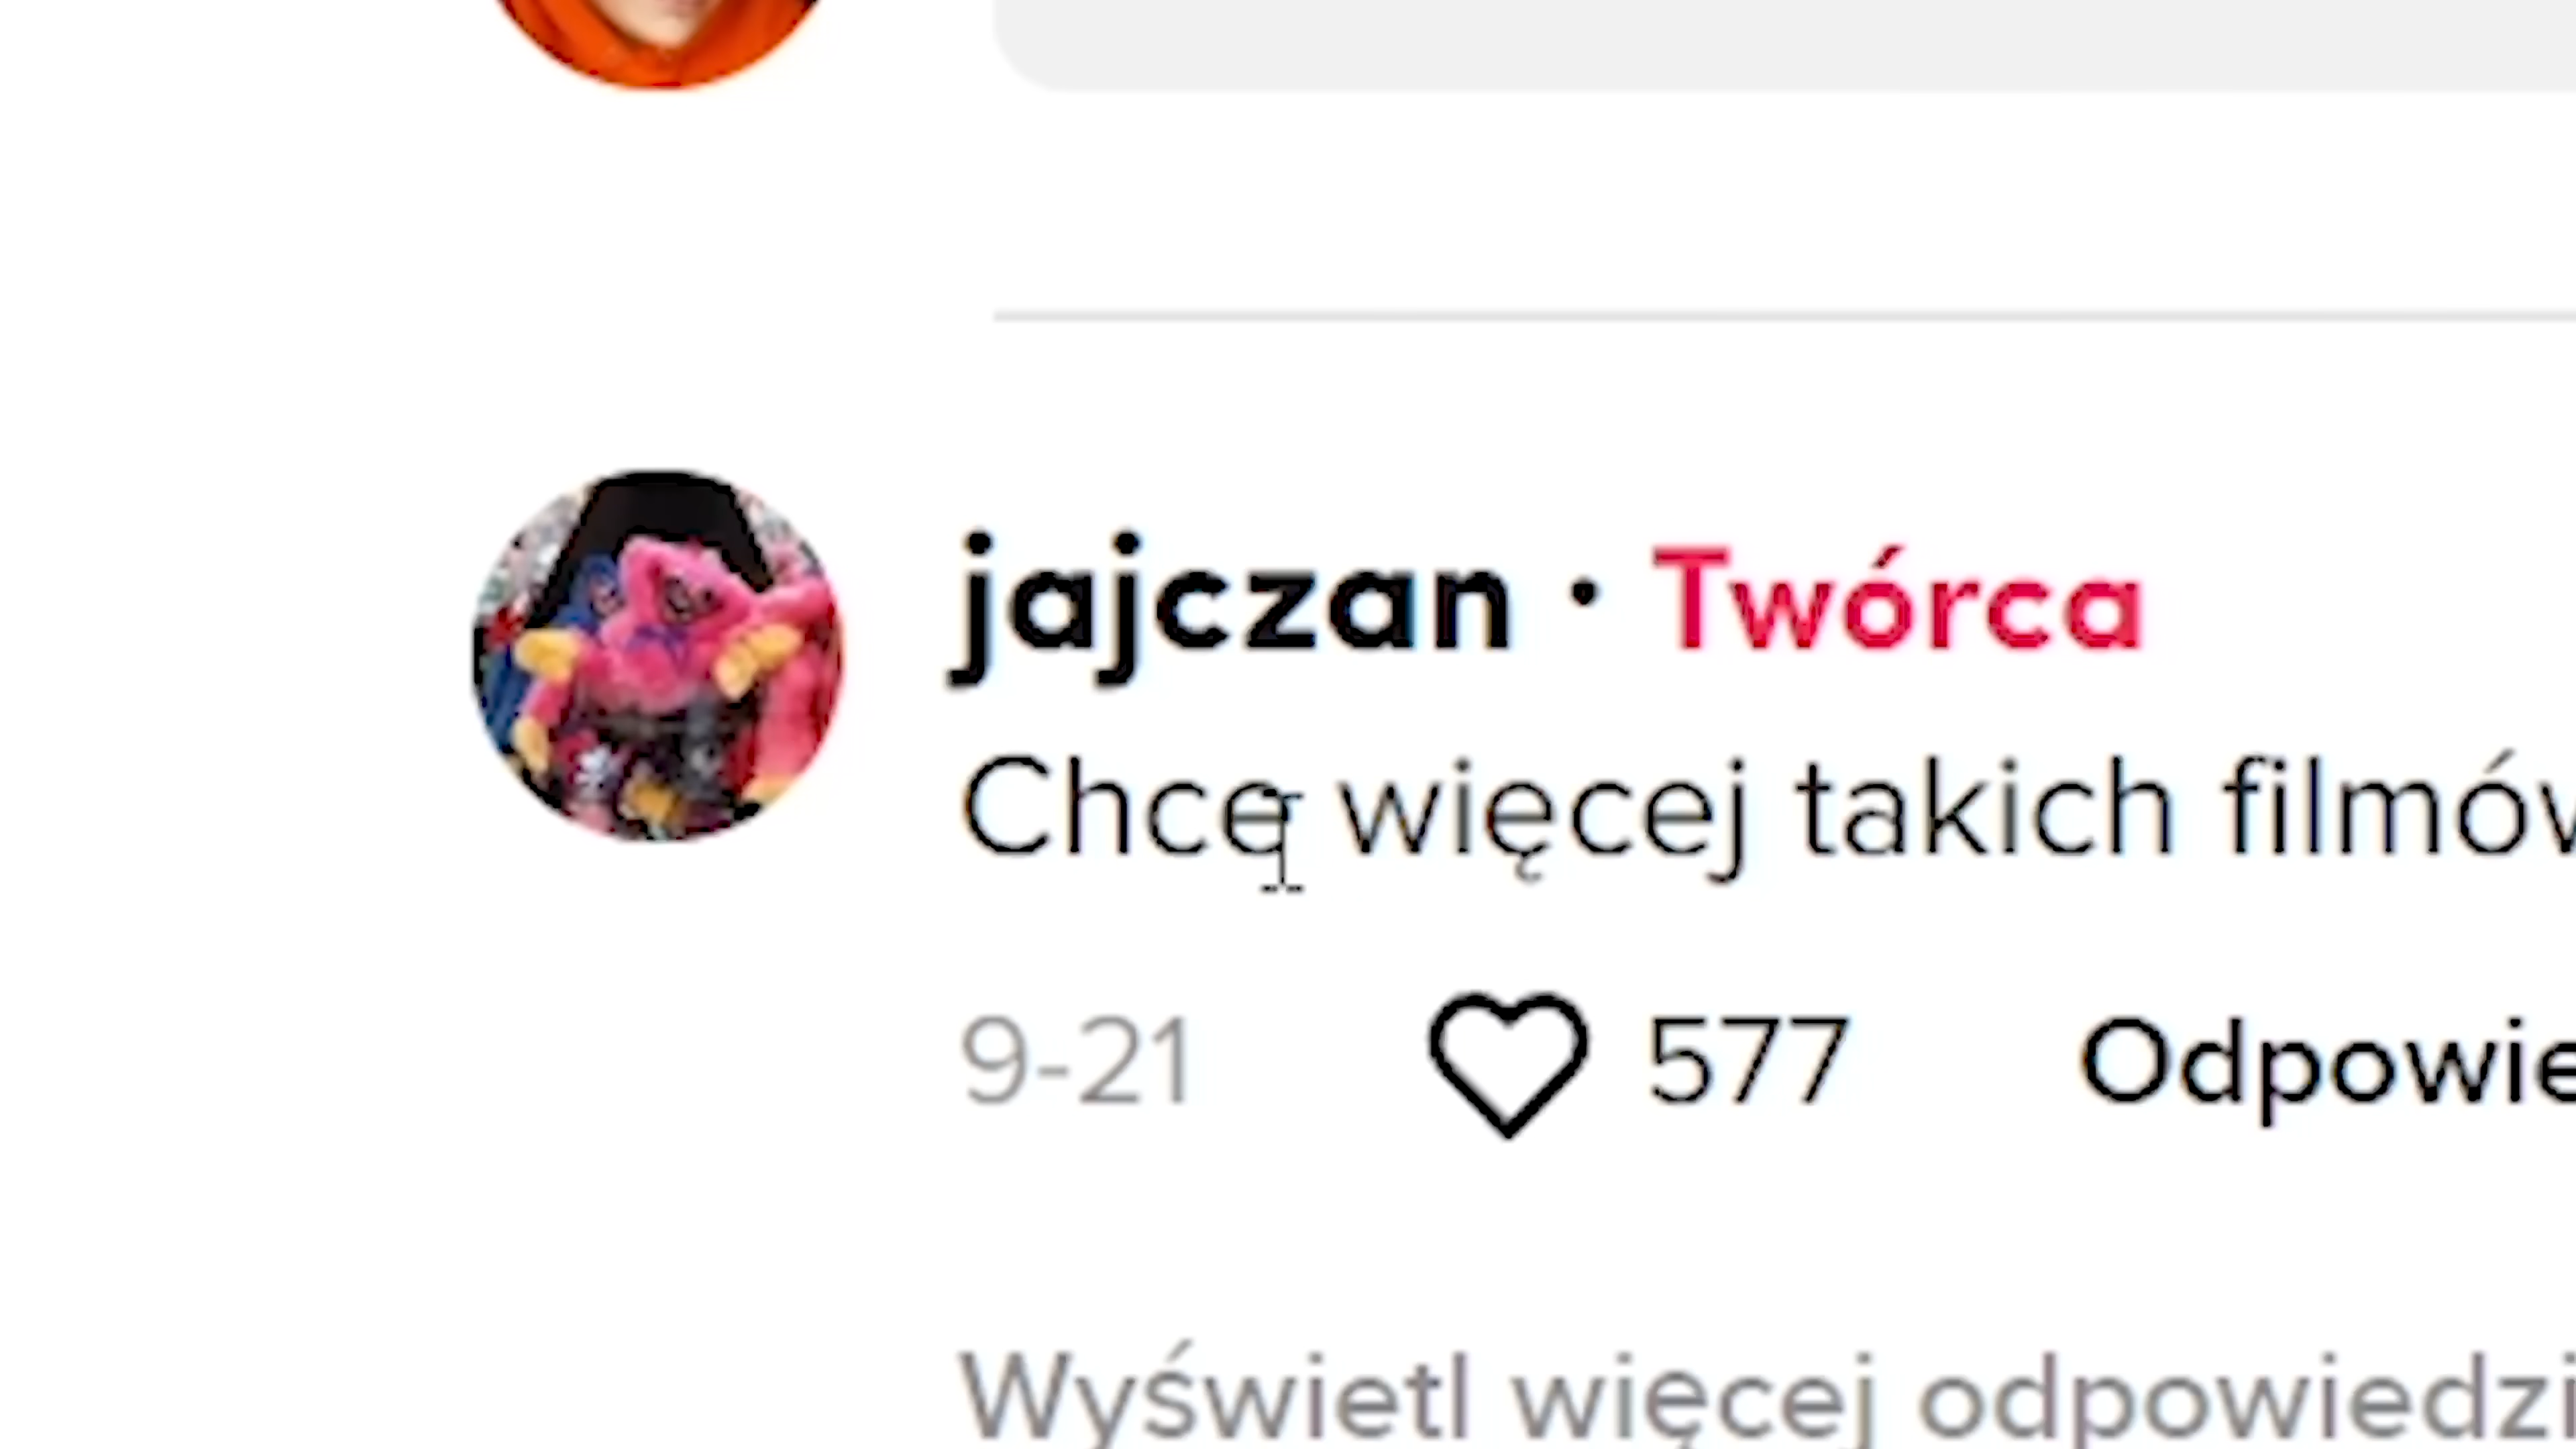 jajczan · Twórca
Chcę więcej takich filmów
9-21 577 Odpowie
Wyświetl więcej odpowiedzi